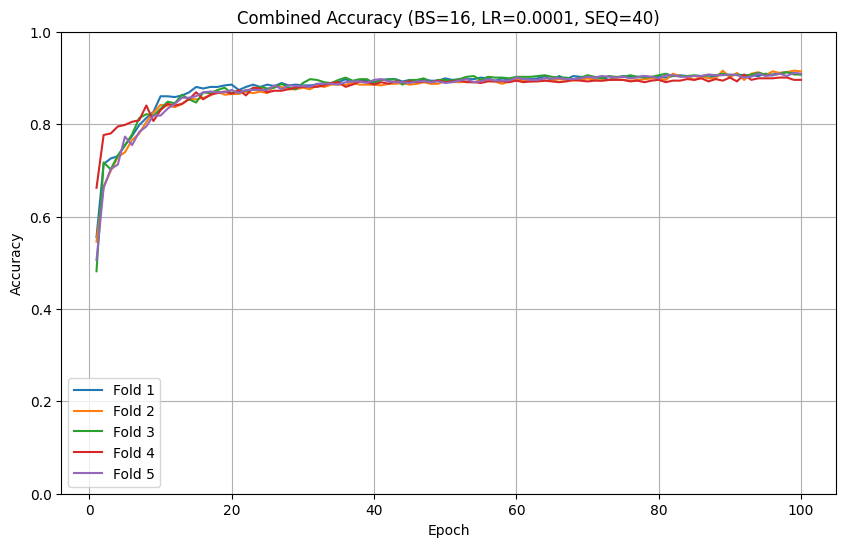 Combined Accuracy (BS=16, LR=0.0001, SEQ=40)
1.0
0.8
0.6
0.4
0.2
0.0
Accuracy
Fold 1
Fold 2
Fold 3
Fold 4
Fold 5
0 20 40 60 80 100
Epoch